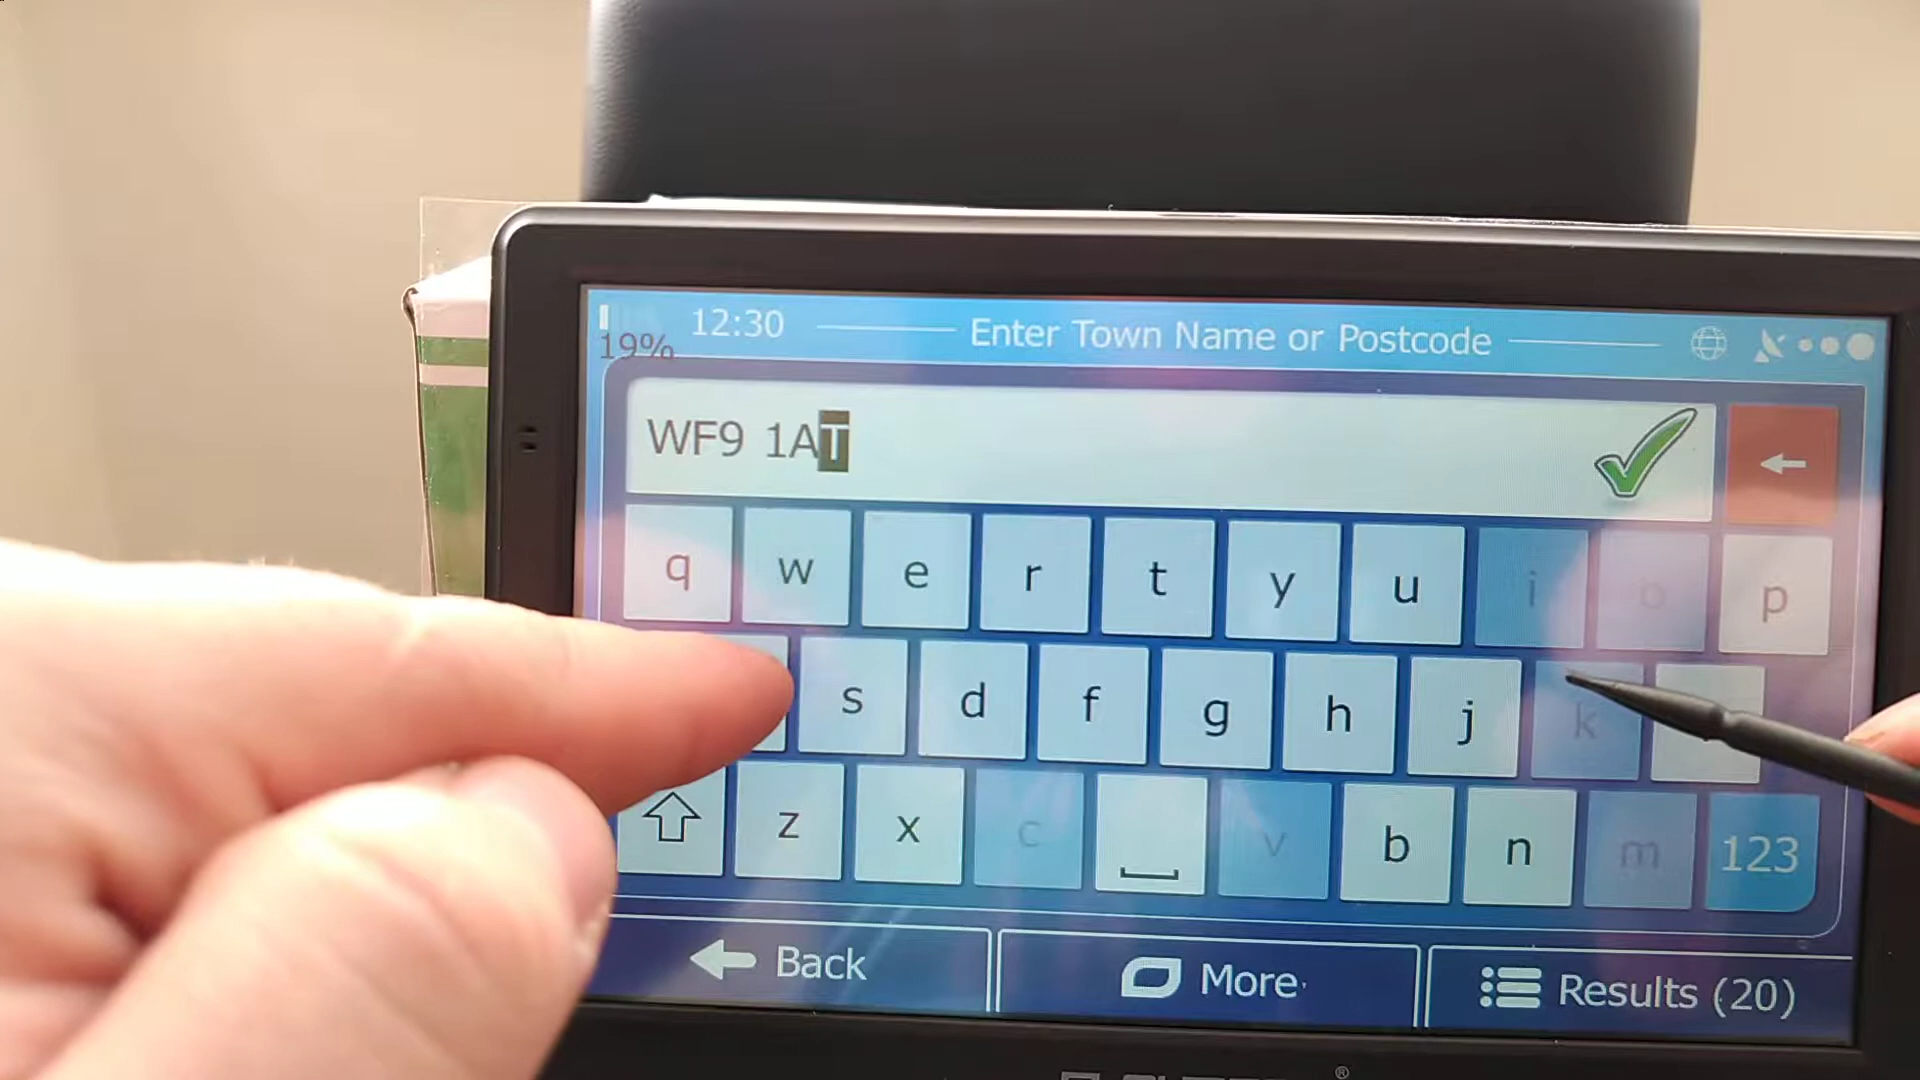 19%
12:30
Enter Town Name or Postcode
WF9 1AT
q w e r t y u i o p
s d f g h j k
z x c v b n m 123
Back
More
Results (20)
®